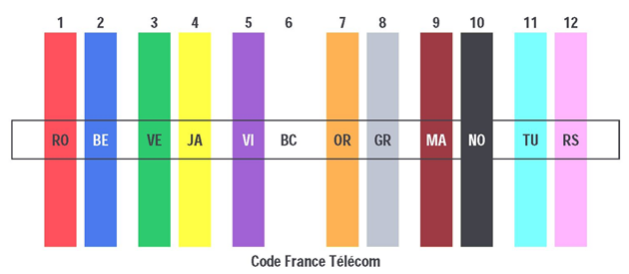 1 2 3 4 5 6 7 8 9 10 11 12
RO BE VE JA VI BC OR GR MA NO TU RS
Code France Télécom